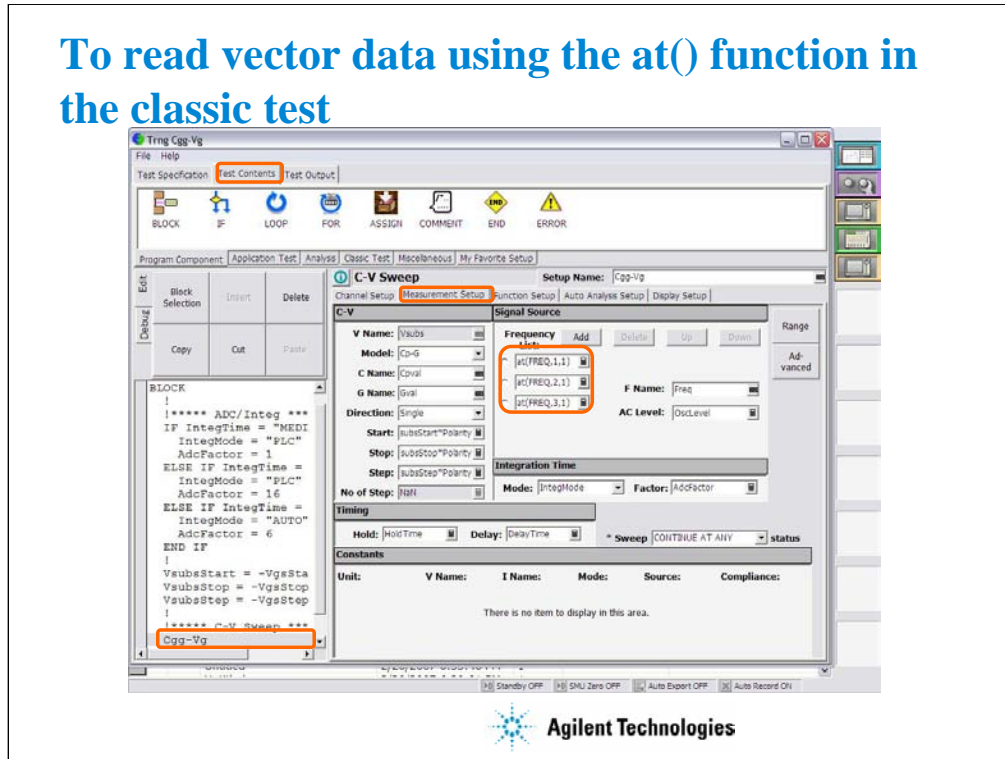 To read vector data using the at() function in
the classic test
Trng Cgg-Vg
File Help
Test Specification Test Contents Test Output
BLOCK IF LOOP FOR ASSIGN COMMENT END ERROR
Program Component Application Test Analysis Classic Test Miscellaneous My Favorite Setup
Edit
Debug
Block Selection Insert Delete
Copy Cut Paste
C-V Sweep Setup Name: Cgg-Vg
Channel Setup Measurement Setup Function Setup Auto Analysis Setup Display Setup
C-V
V Name: Vsubs
Model: Cp-G
C Name: Cpval
G Name: Gval
Direction: Single
Start: subsStart*Polarity
Stop: subsStop*Polarity
Step: subsStep*Polarity
No of Step: NaN
Signal Source
Frequency List: Add Delete Up Down
at(FREQ,1,1)
at(FREQ,2,1)
at(FREQ,3,1)
F Name: Freq
AC Level: OscLevel
Range
Ad-
vanced
Integration Time
Mode: IntegMode Factor: AdcFactor
Timing
Hold: HoldTime Delay: DelayTime * Sweep CONTINUE AT ANY status
Constants
Unit: V Name: I Name: Mode: Source: Compliance:
There is no item to display in this area.
BLOCK
!
!***** ADC/Integ ***
IF IntegTime = "MEDI
IntegMode = "PLC"
AdcFactor = 1
ELSE IF IntegTime =
IntegMode = "PLC"
AdcFactor = 16
ELSE IF IntegTime =
IntegMode = "AUTO"
AdcFactor = 6
END IF
!
VsubsStart = -VgsSta
VsubsStop = -VgsStop
VsubsStep = -VgsStep
!
!***** C-V Sweep ***
Cgg-Vg
Standby OFF SMU Zero OFF Auto Export OFF Auto Record ON
Agilent Technologies